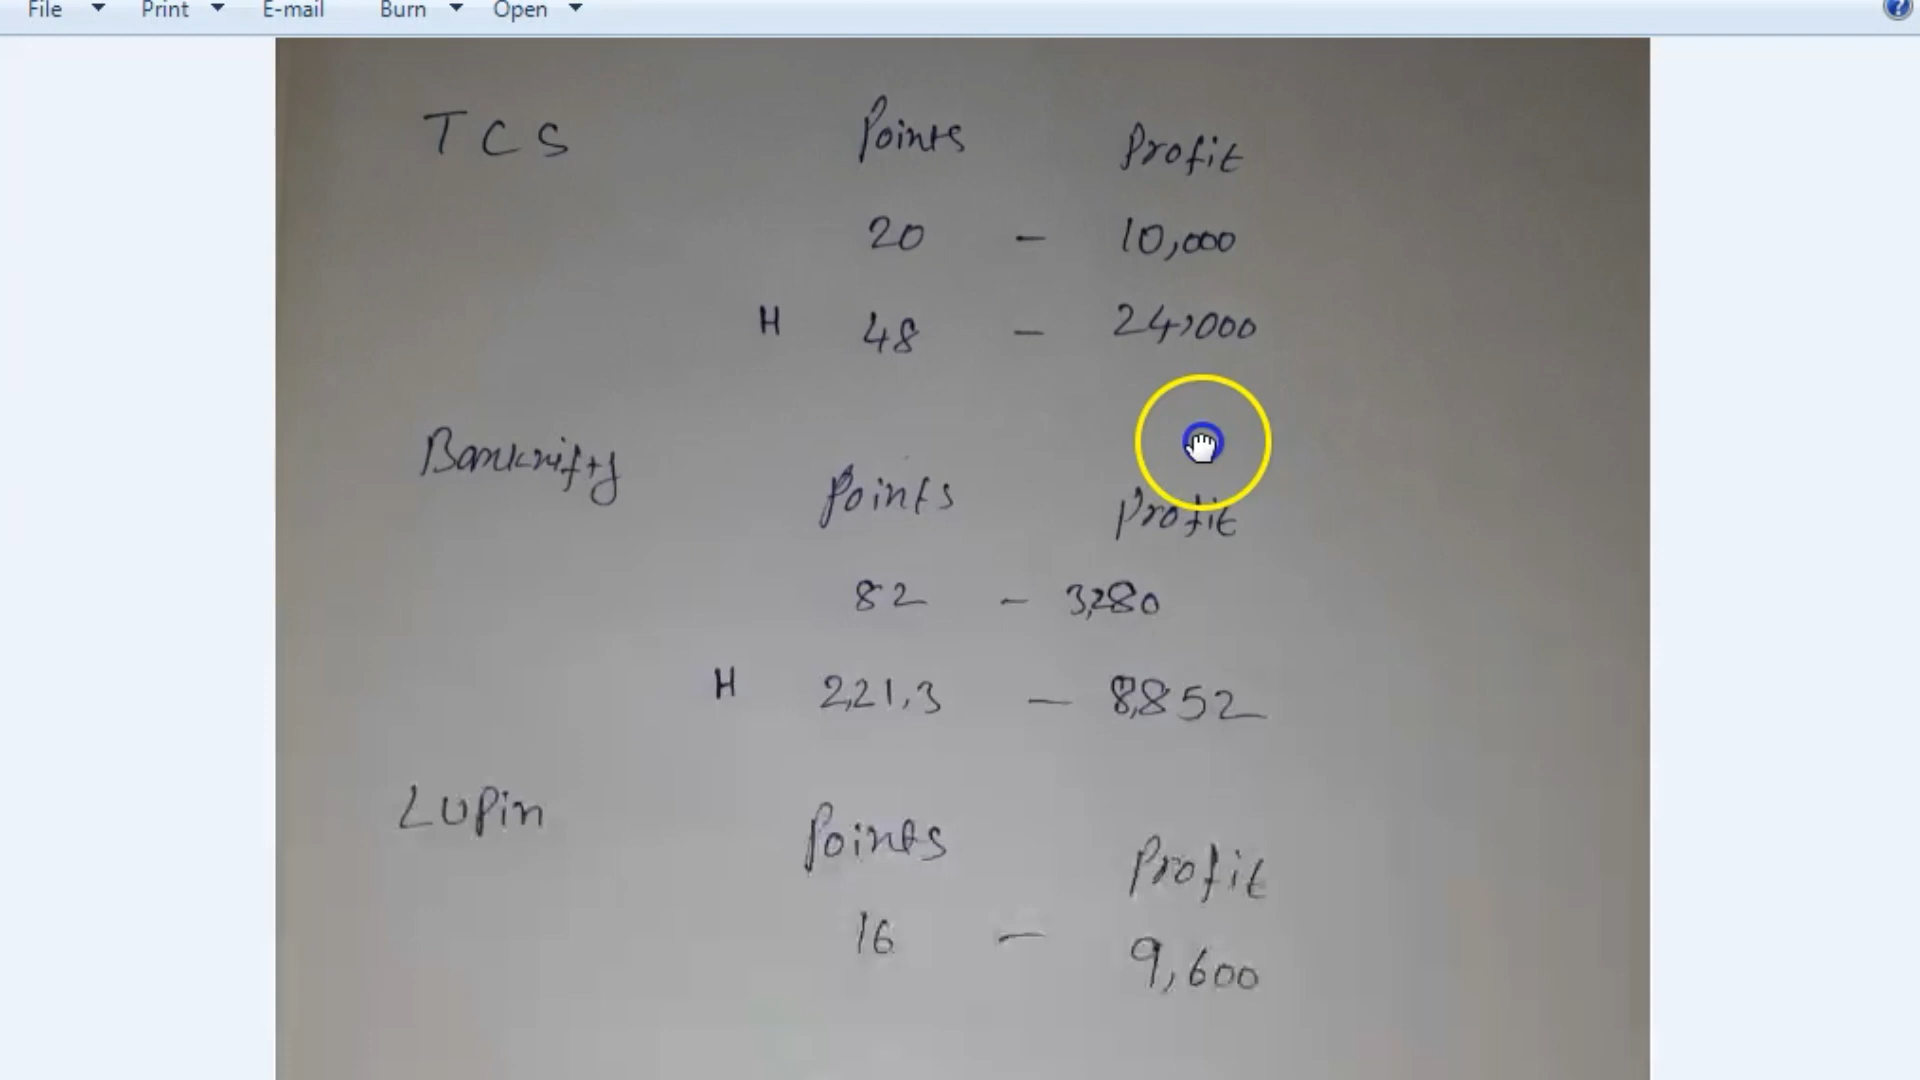 File Print E-mail Burn Open
TCS Points Profit
20 - 10,000
H 48 - 24,000
Banknifty
Points Profit
82 - 3,280
H 221.3 - 8,852
Lupin
Points Profit
16 - 9,600